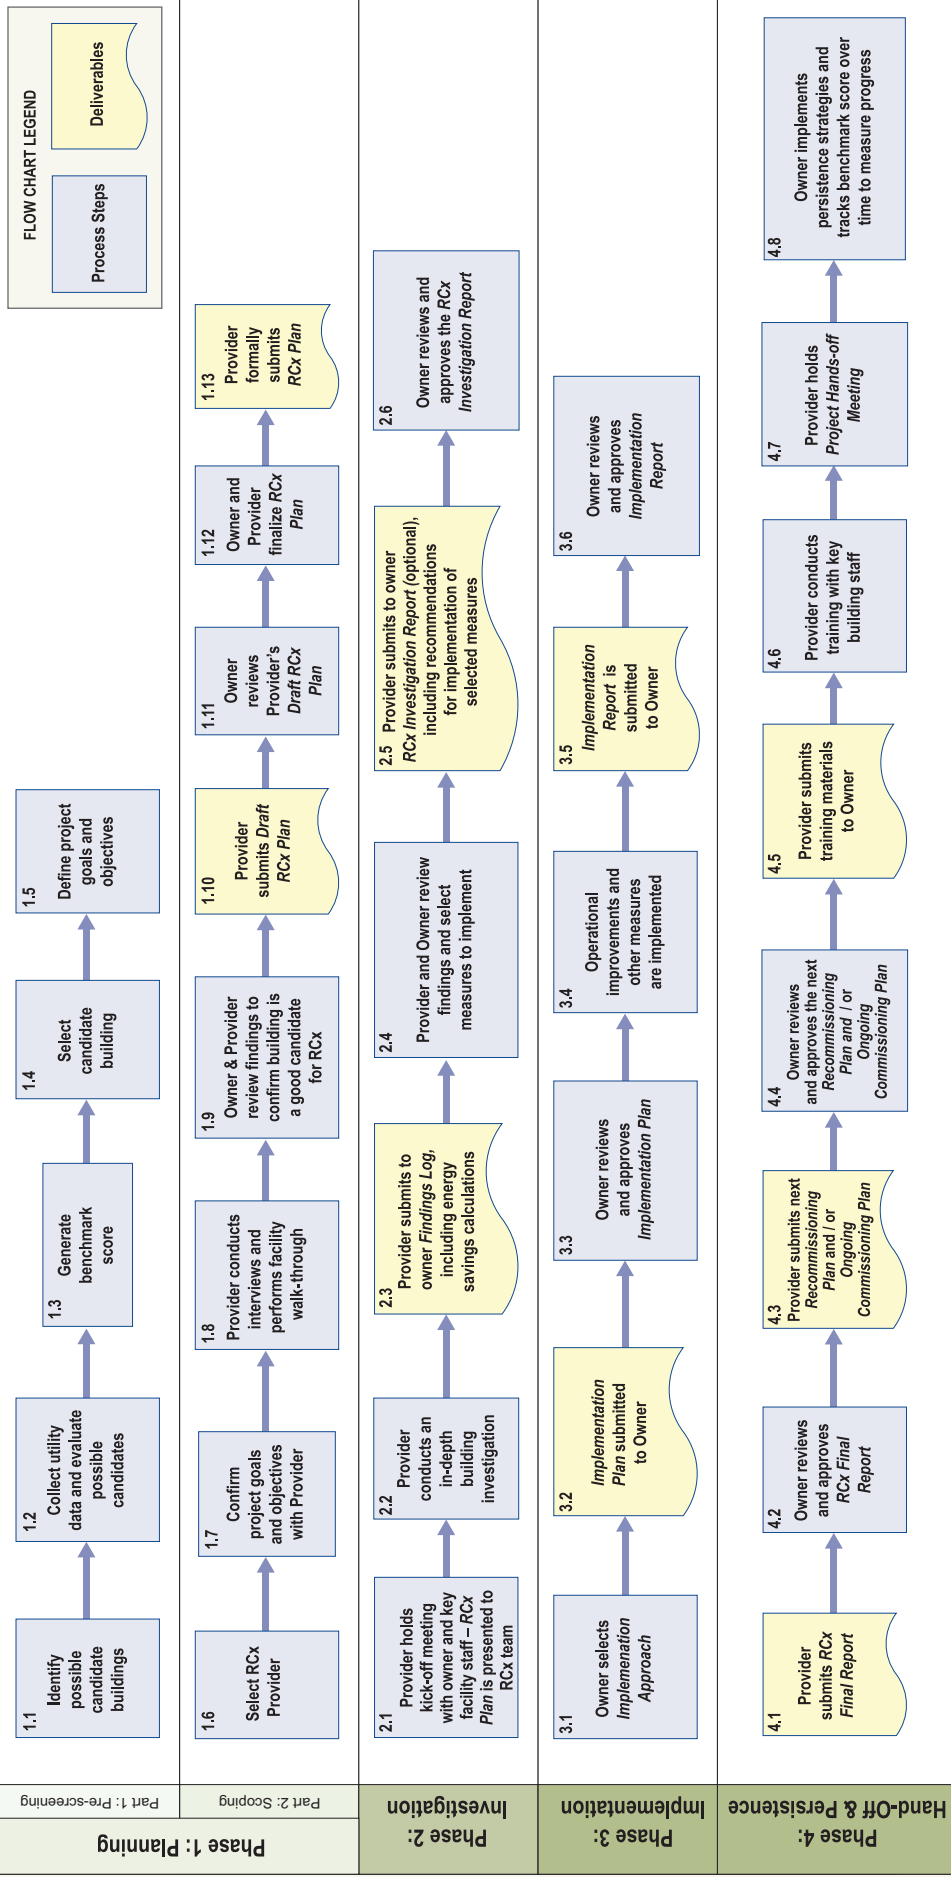 FLOW CHART LEGEND
Process Steps
Deliverables
Phase 1: Planning
Part 1: Pre-screening
1.1
Identify
possible
candidate
buildings
1.2
Collect utility
data and evaluate
possible
candidates
1.3
Generate
benchmark
score
1.4
Select
candidate
building
1.5
Define project
goals and
objectives
Part 2: Scoping
1.6
Select RCx
Provider
1.7
Confirm
project goals
and objectives
with Provider
1.8
Provider conducts
interviews and
performs facility
walk-through
1.9
Owner & Provider
review findings to
confirm building is
a good candidate
for RCx
1.10
Provider
submits Draft
RCx Plan
1.11
Owner
reviews
Provider's
Draft RCx
Plan
1.12
Owner and
Provider
finalize RCx
Plan
1.13
Provider
formally
submits
RCx Plan
Phase 2:
Investigation
2.1
Provider holds
kick-off meeting
with owner and key
facility staff – RCx
Plan is presented to
RCx team
2.2
Provider
conducts an
in-depth
building
investigation
2.3
Provider submits to
owner Findings Log,
including energy
savings calculations
2.4
Provider and Owner review
findings and select
measures to implement
2.5 Provider submits to owner
RCx Investigation Report (optional),
including recommendations
for implementation of
selected measures
2.6
Owner reviews and
approves the RCx
Investigation Report
Phase 3:
Implementation
3.1
Owner selects
Implemenation
Approach
3.2
Implementation
Plan submitted
to Owner
3.3
Owner reviews
and approves
Implementation Plan
3.4
Operational
improvements and
other measures
are implemented
3.5
Implementation
Report is
submitted
to Owner
3.6
Owner reviews
and approves
Implementation
Report
Phase 4:
Hand-Off & Persistence
4.1
Provider
submits RCx
Final Report
4.2
Owner reviews
and approves
RCx Final
Report
4.3
Provider submits next
Recommissioning
Plan and / or
Ongoing
Commissioning Plan
4.4
Owner reviews
and approves the next
Recommissioning
Plan and / or
Ongoing
Commissioning Plan
4.5
Provider submits
training materials
to Owner
4.6
Provider conducts
training with key
building staff
4.7
Provider holds
Project Hands-off
Meeting
4.8
Owner implements
persistence strategies and
tracks benchmark score over
time to measure progress